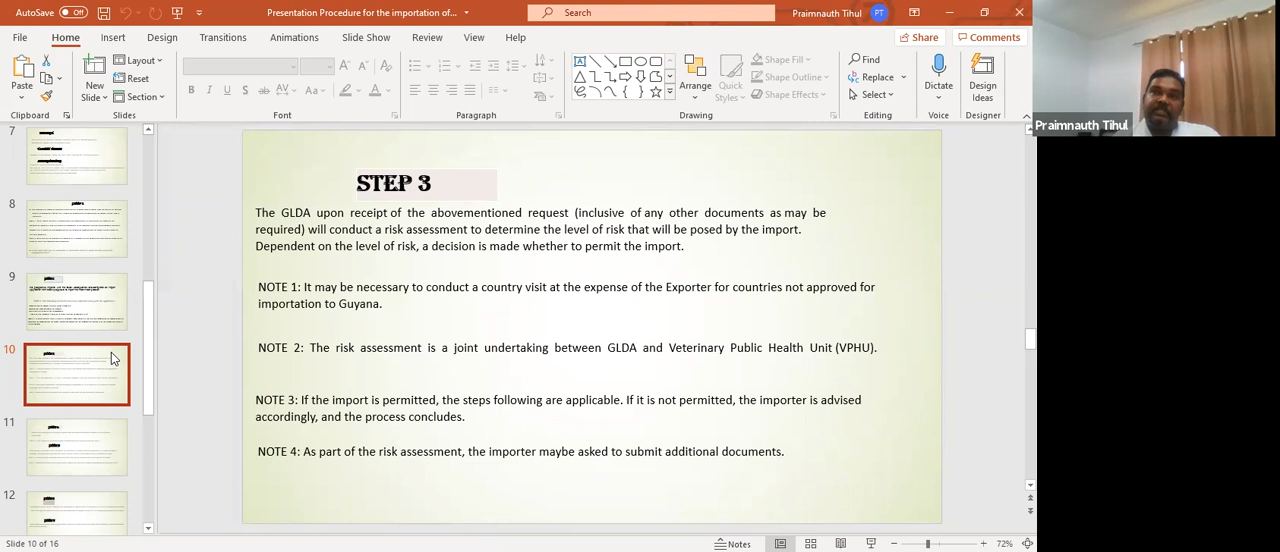 AutoSave Off Presentation Procedure for the importation of... Search Praimnauth Tihul PT
File Home Insert Design Transitions Animations Slide Show Review View Help Share Comments
Paste New Slide Layout Reset Section Arrange Quick Styles Shape Fill Shape Outline Shape Effects Find Replace Select Dictate Design Ideas
Clipboard Slides Font Paragraph Drawing Editing Voice Designer
Praimnauth Tihul
7
8
9
10
11
12
STEP 3
The GLDA upon receipt of the abovementioned request (inclusive of any other documents as may be
required) will conduct a risk assessment to determine the level of risk that will be posed by the import.
Dependent on the level of risk, a decision is made whether to permit the import.
NOTE 1: It may be necessary to conduct a country visit at the expense of the Exporter for countries not approved for
importation to Guyana.
NOTE 2: The risk assessment is a joint undertaking between GLDA and Veterinary Public Health Unit (VPHU).
NOTE 3: If the import is permitted, the steps following are applicable. If it is not permitted, the importer is advised
accordingly, and the process concludes.
NOTE 4: As part of the risk assessment, the importer maybe asked to submit additional documents.
Slide 10 of 16 Notes 72%